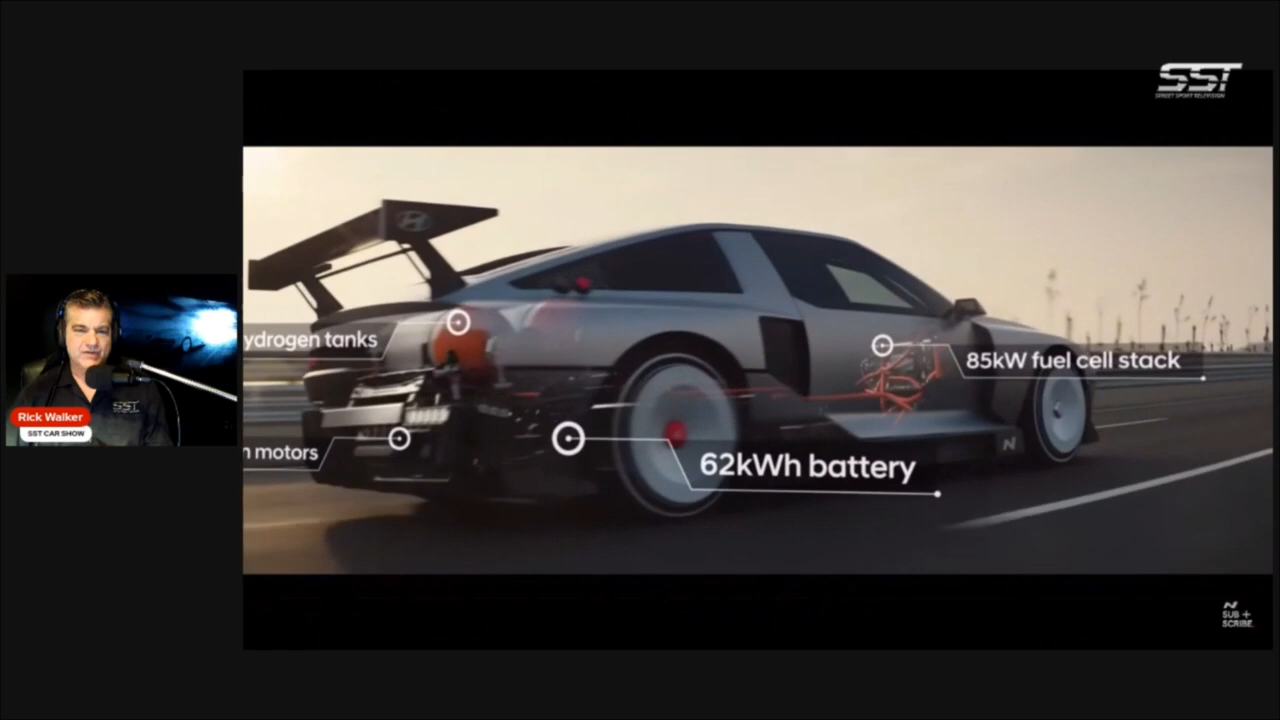 SST
STREET SPORT TELEVISION
ydrogen tanks
85kW fuel cell stack
n motors
62kWh battery
Rick Walker
SST CAR SHOW
SST
N
N
SUB +
SCRIBE.